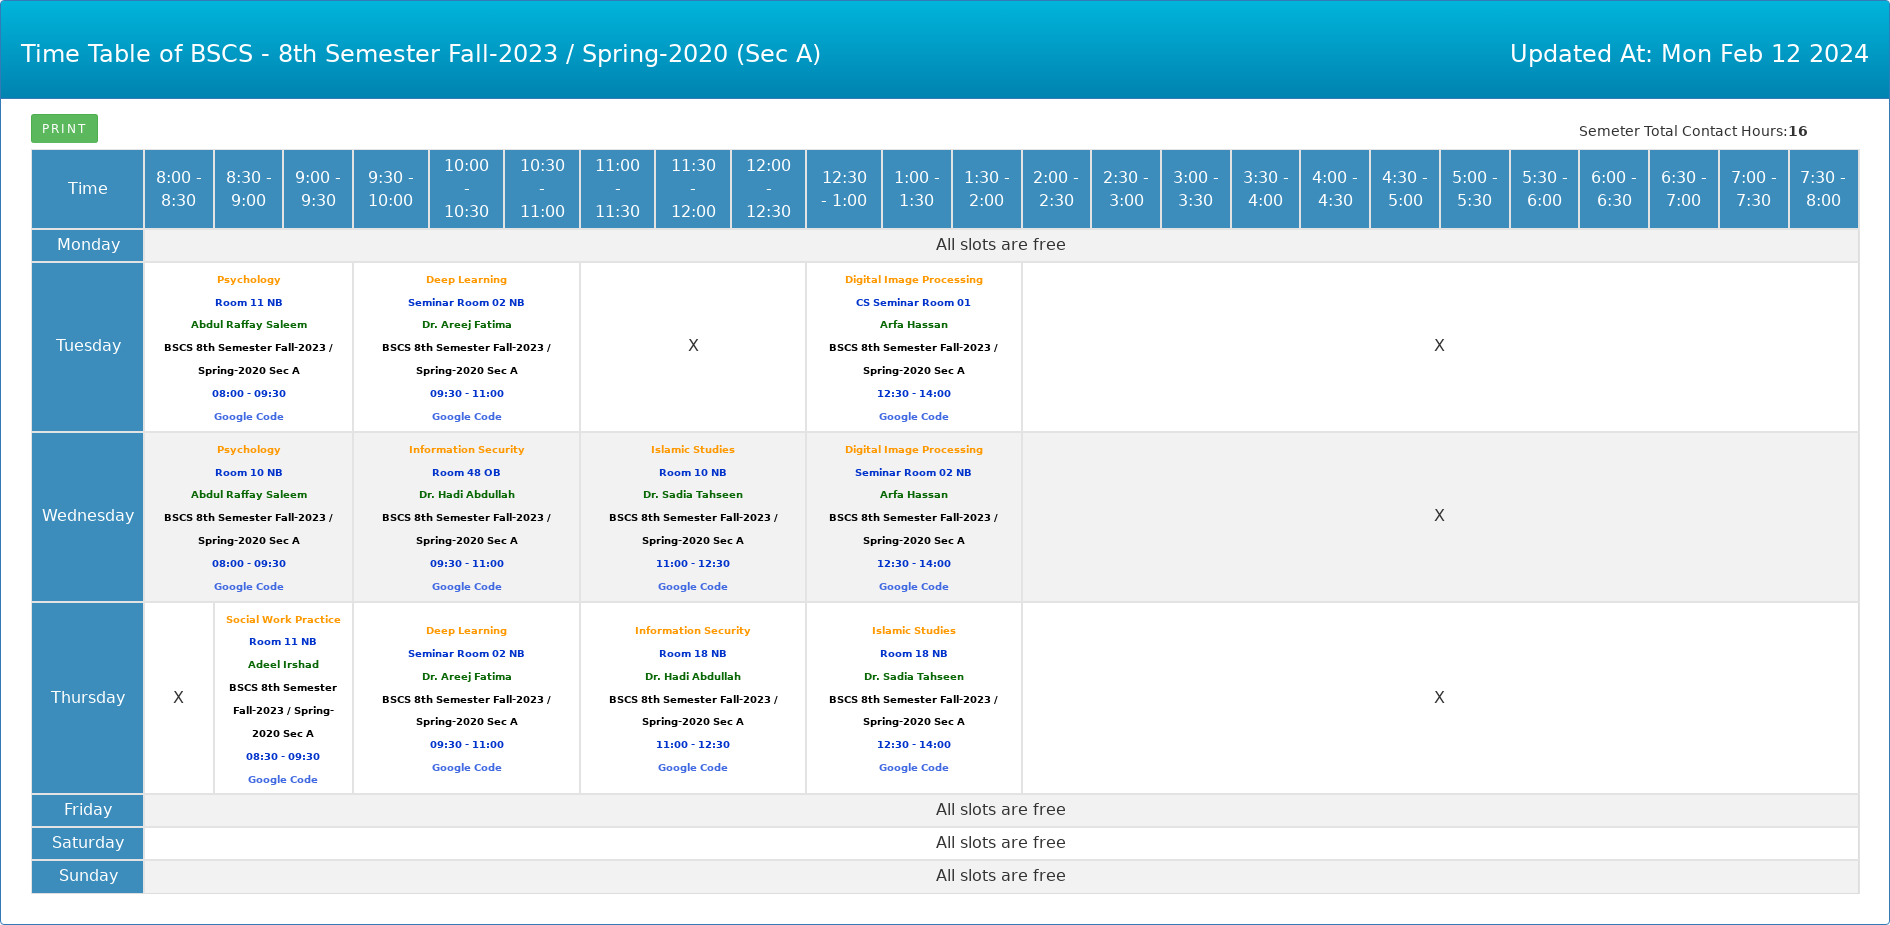 Time Table of BSCS - 8th Semester Fall-2023 / Spring-2020 (Sec A)
Updated At: Mon Feb 12 2024
PRINT
Semeter Total Contact Hours:16
Time
8:00 -
8:30
8:30 -
9:00
9:00 -
9:30
9:30 -
10:00
10:00
-
10:30
10:30
-
11:00
11:00
-
11:30
11:30
-
12:00
12:00
-
12:30
12:30
- 1:00
1:00 -
1:30
1:30 -
2:00
2:00 -
2:30
2:30 -
3:00
3:00 -
3:30
3:30 -
4:00
4:00 -
4:30
4:30 -
5:00
5:00 -
5:30
5:30 -
6:00
6:00 -
6:30
6:30 -
7:00
7:00 -
7:30
7:30 -
8:00
Monday
All slots are free
Tuesday
Psychology
Room 11 NB
Abdul Raffay Saleem
BSCS 8th Semester Fall-2023 /
Spring-2020 Sec A
08:00 - 09:30
Google Code
Deep Learning
Seminar Room 02 NB
Dr. Areej Fatima
BSCS 8th Semester Fall-2023 /
Spring-2020 Sec A
09:30 - 11:00
Google Code
X
Digital Image Processing
CS Seminar Room 01
Arfa Hassan
BSCS 8th Semester Fall-2023 /
Spring-2020 Sec A
12:30 - 14:00
Google Code
X
Wednesday
Psychology
Room 10 NB
Abdul Raffay Saleem
BSCS 8th Semester Fall-2023 /
Spring-2020 Sec A
08:00 - 09:30
Google Code
Information Security
Room 48 OB
Dr. Hadi Abdullah
BSCS 8th Semester Fall-2023 /
Spring-2020 Sec A
09:30 - 11:00
Google Code
Islamic Studies
Room 10 NB
Dr. Sadia Tahseen
BSCS 8th Semester Fall-2023 /
Spring-2020 Sec A
11:00 - 12:30
Google Code
Digital Image Processing
Seminar Room 02 NB
Arfa Hassan
BSCS 8th Semester Fall-2023 /
Spring-2020 Sec A
12:30 - 14:00
Google Code
X
Thursday
X
Social Work Practice
Room 11 NB
Adeel Irshad
BSCS 8th Semester
Fall-2023 / Spring-
2020 Sec A
08:30 - 09:30
Google Code
Deep Learning
Seminar Room 02 NB
Dr. Areej Fatima
BSCS 8th Semester Fall-2023 /
Spring-2020 Sec A
09:30 - 11:00
Google Code
Information Security
Room 18 NB
Dr. Hadi Abdullah
BSCS 8th Semester Fall-2023 /
Spring-2020 Sec A
11:00 - 12:30
Google Code
Islamic Studies
Room 18 NB
Dr. Sadia Tahseen
BSCS 8th Semester Fall-2023 /
Spring-2020 Sec A
12:30 - 14:00
Google Code
X
Friday
All slots are free
Saturday
All slots are free
Sunday
All slots are free